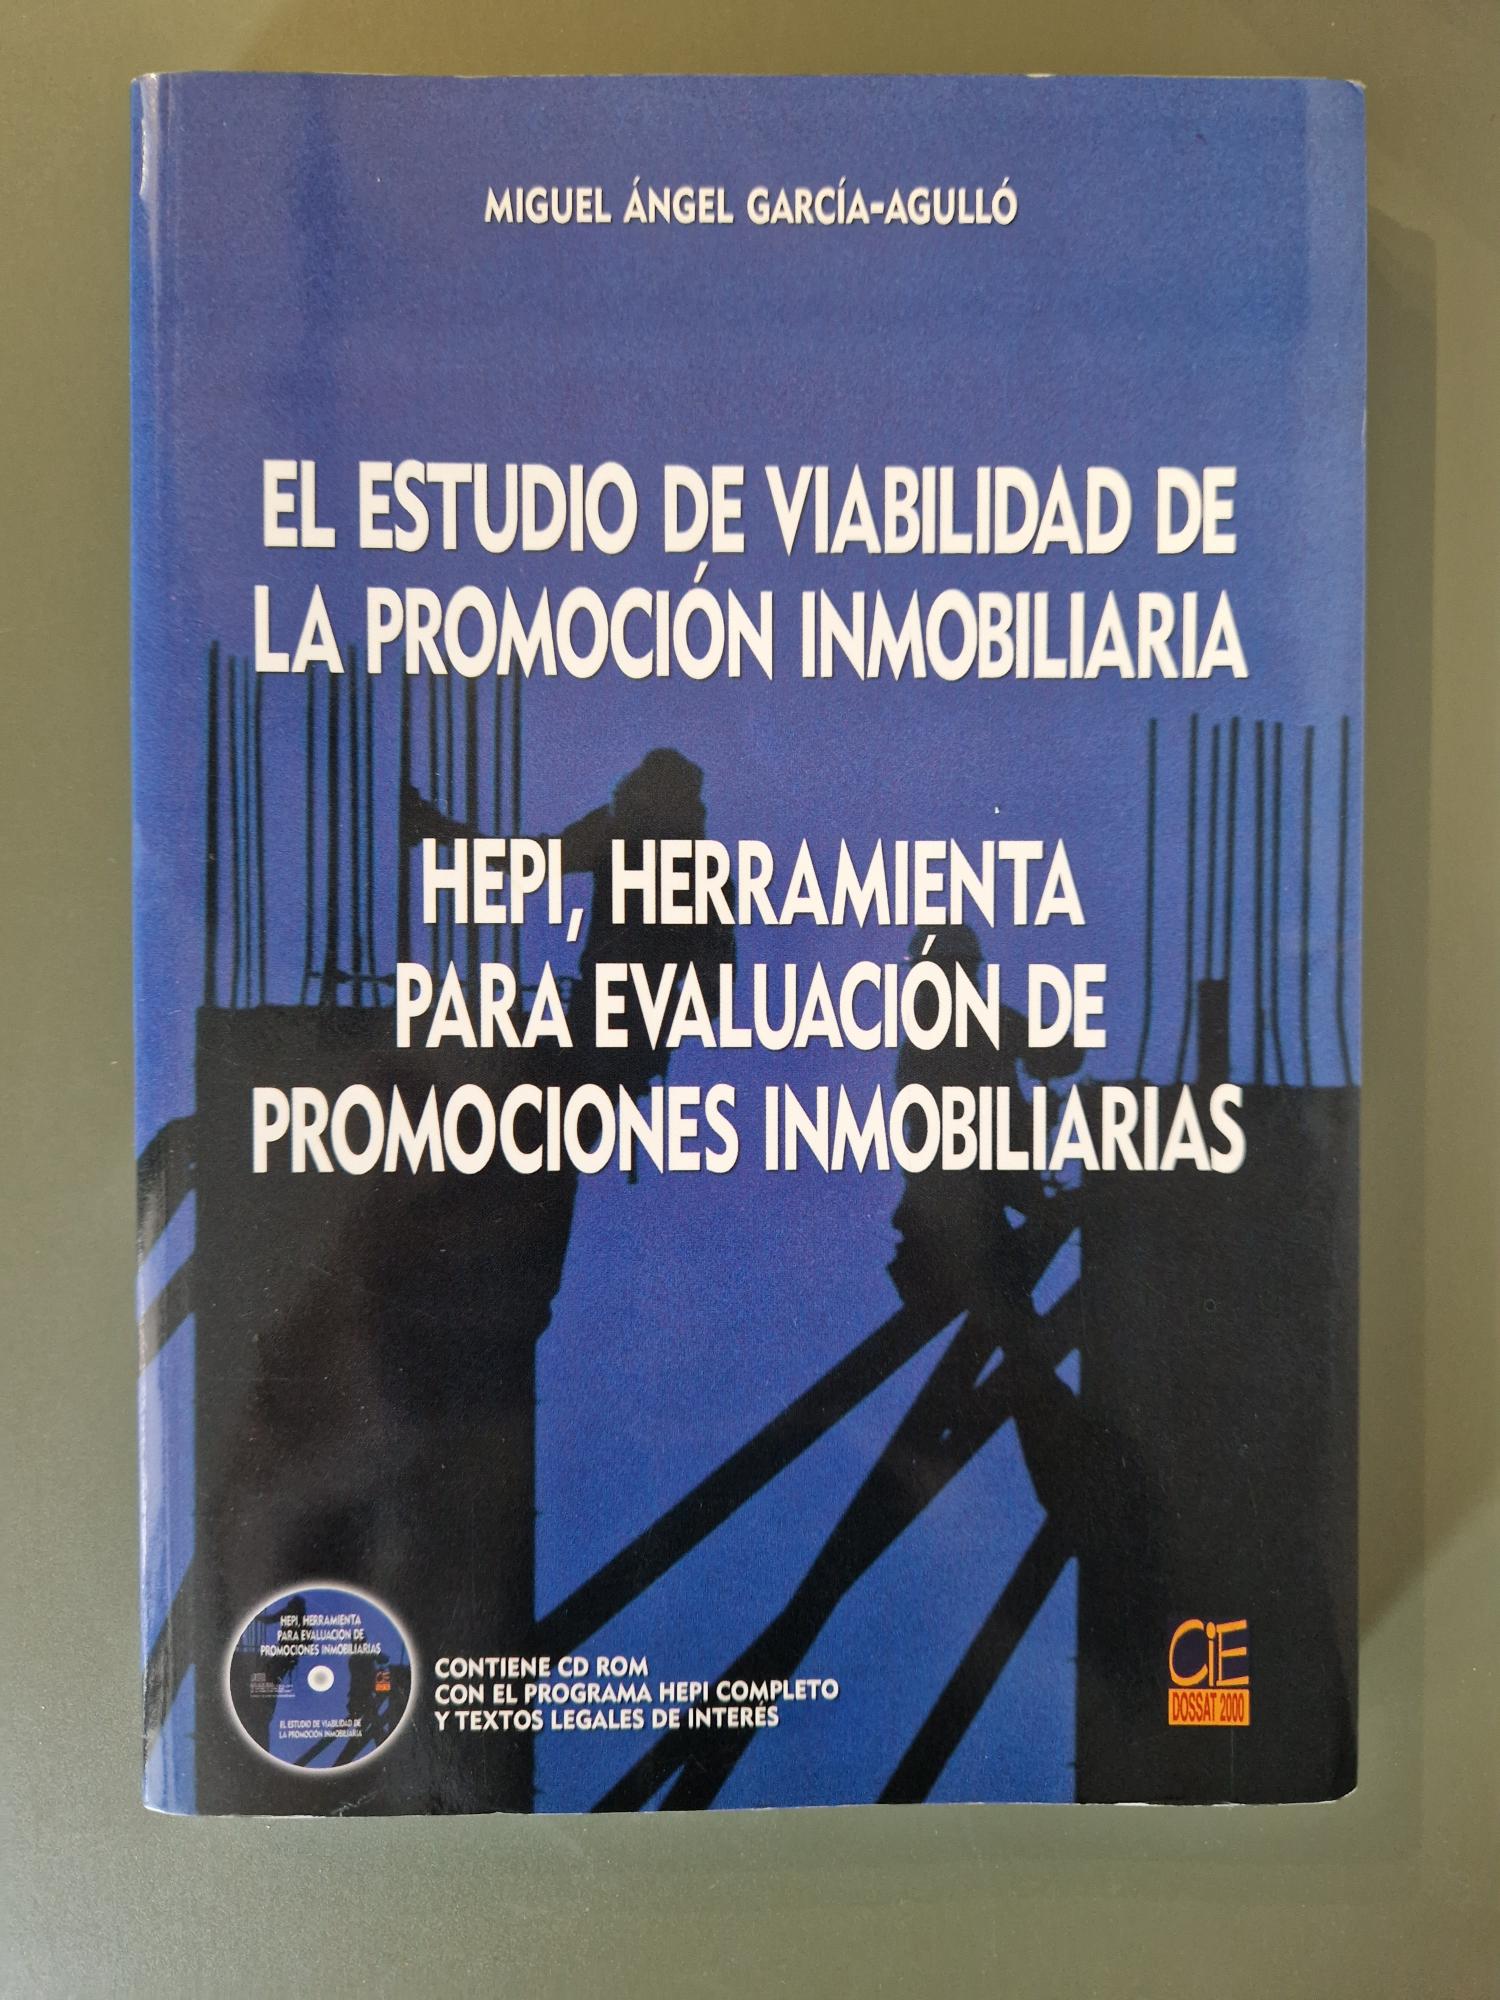 MIGUEL ÁNGEL GARCÍA-AGULLÓ
EL ESTUDIO DE VIABILIDAD DE
LA PROMOCIÓN INMOBILIARIA
HEPI, HERRAMIENTA
PARA EVALUACIÓN DE
PROMOCIONES INMOBILIARIAS
HEPI, HERRAMIENTA
PARA EVALUACIÓN DE
PROMOCIONES INMOBILIARIAS
CiE
EL ESTUDIO DE VIABILIDAD DE
LA PROMOCIÓN INMOBILIARIA
CONTIENE CD ROM
CON EL PROGRAMA HEPI COMPLETO
Y TEXTOS LEGALES DE INTERÉS
CiE
DOSSAT 2000